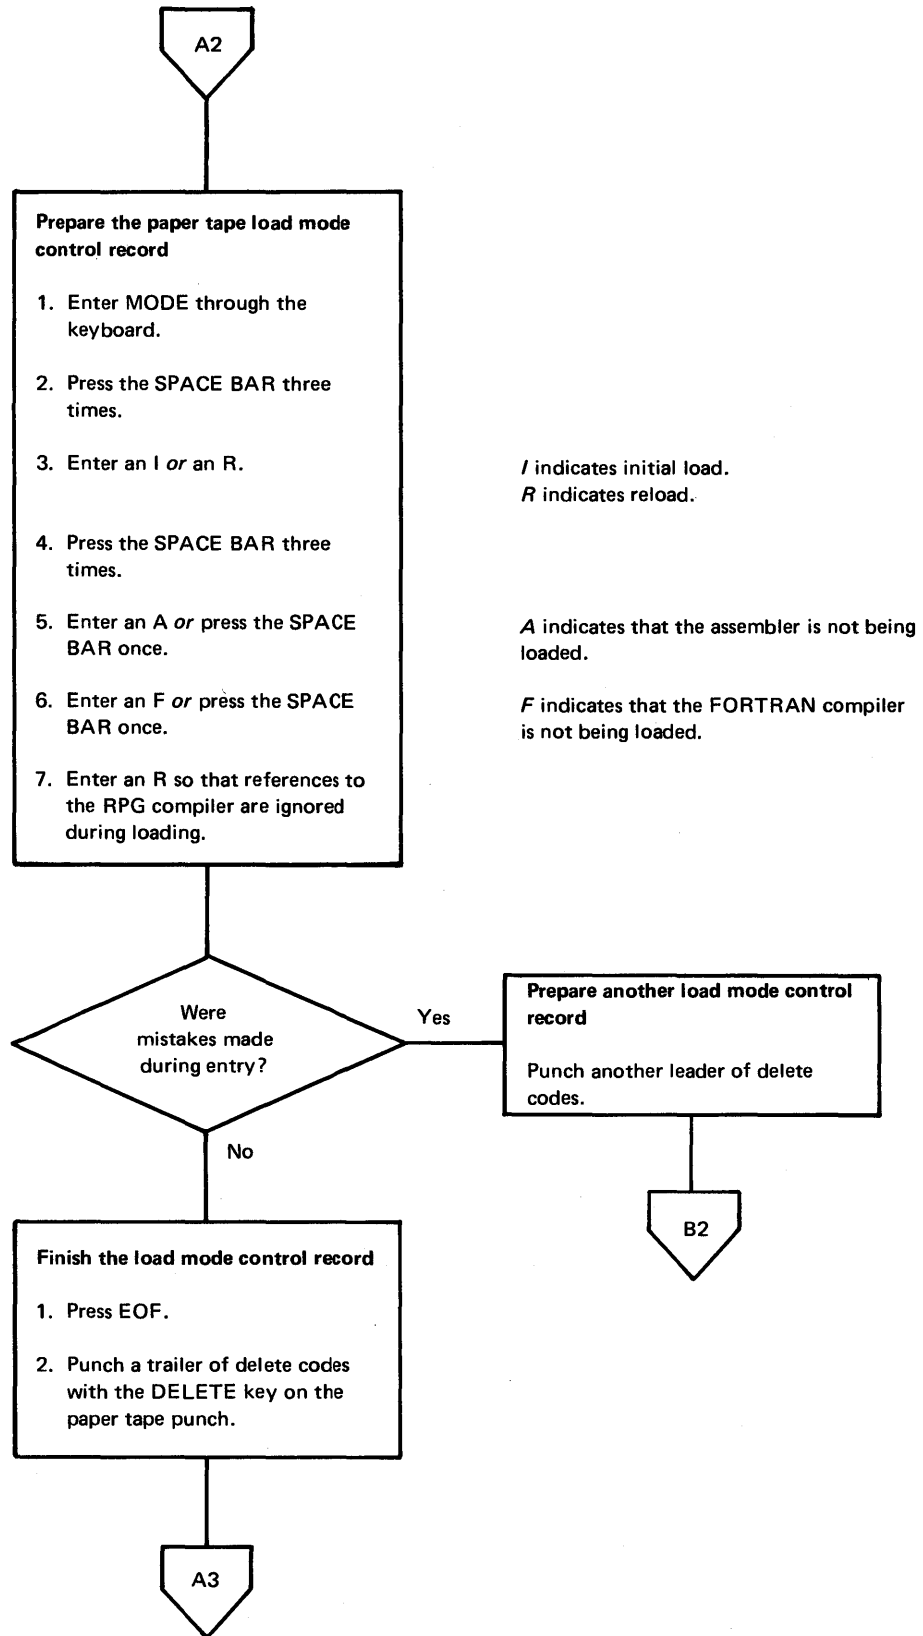 A2
Prepare the paper tape load mode
control record
1. Enter MODE through the
keyboard.
2. Press the SPACE BAR three
times.
3. Enter an I or an R.
I indicates initial load.
R indicates reload.
4. Press the SPACE BAR three
times.
5. Enter an A or press the SPACE
BAR once.
A indicates that the assembler is not being
loaded.
6. Enter an F or press the SPACE
BAR once.
F indicates that the FORTRAN compiler
is not being loaded.
7. Enter an R so that references to
the RPG compiler are ignored
during loading.
Were
mistakes made
during entry?
Yes
Prepare another load mode control
record
Punch another leader of delete
codes.
No
B2
Finish the load mode control record
1. Press EOF.
2. Punch a trailer of delete codes
with the DELETE key on the
paper tape punch.
A3